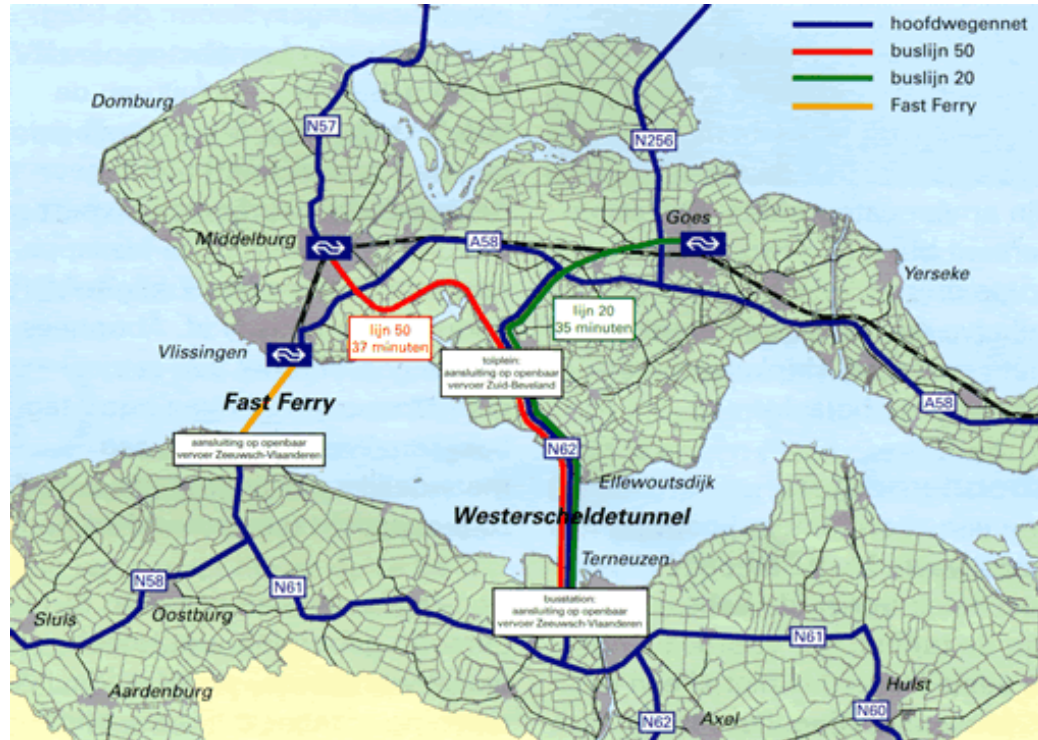 hoofdwegennet
buslijn 50
buslijn 20
Fast Ferry
Domburg
N57
N256
Goes
Middelburg
A58
Yerseke
lijn 50
37 minuten
lijn 20
35 minuten
Vlissingen
tolplein:
aansluiting op openbaar
vervoer Zuid-Beveland
Fast Ferry
A58
aansluiting op openbaar
vervoer Zeeuwsch-Vlaanderen
N62
Ellewoutsdijk
Westerscheldetunnel
Terneuzen
N58
N61
busstation:
aansluiting op openbaar
vervoer Zeeuwsch-Vlaanderen
Sluis
Oostburg
N61
Aardenburg
Hulst
N60
N62
Axel